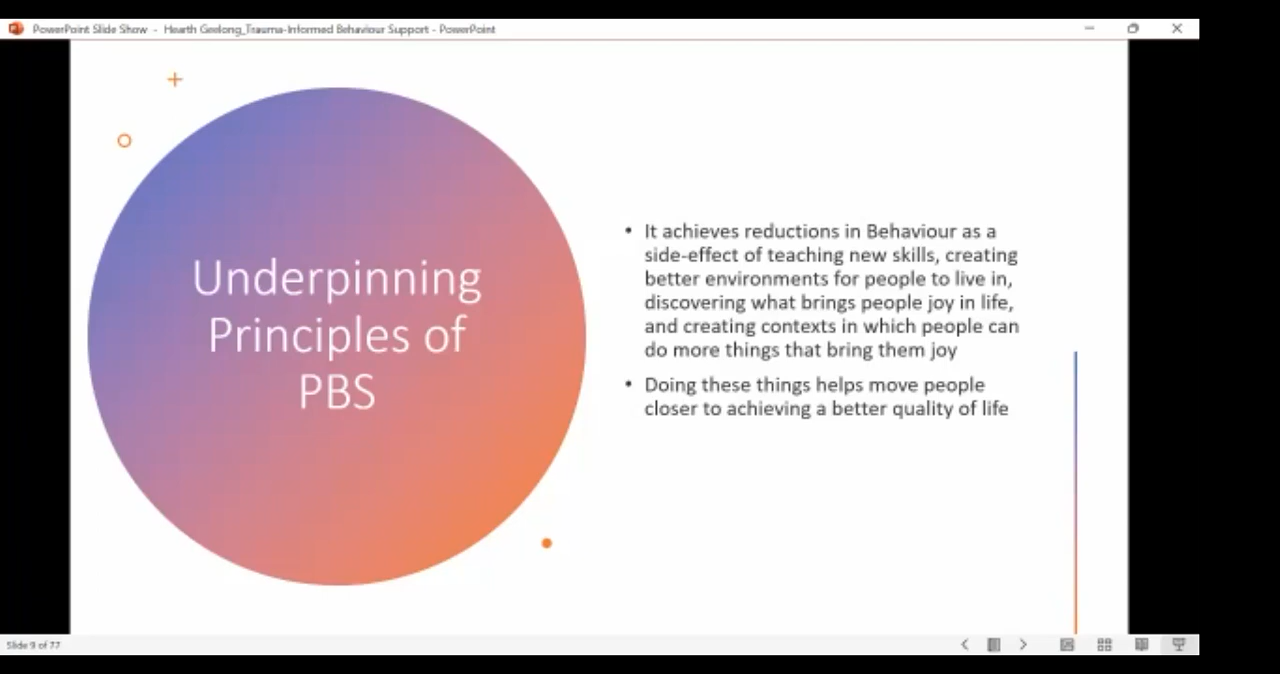 PowerPoint Slide Show - Hearth Geelong_Trauma-Informed Behaviour Support - PowerPoint
Underpinning
Principles of
PBS
• It achieves reductions in Behaviour as a
side-effect of teaching new skills, creating
better environments for people to live in,
discovering what brings people joy in life,
and creating contexts in which people can
do more things that bring them joy
• Doing these things helps move people
closer to achieving a better quality of life
Slide 9 of 77